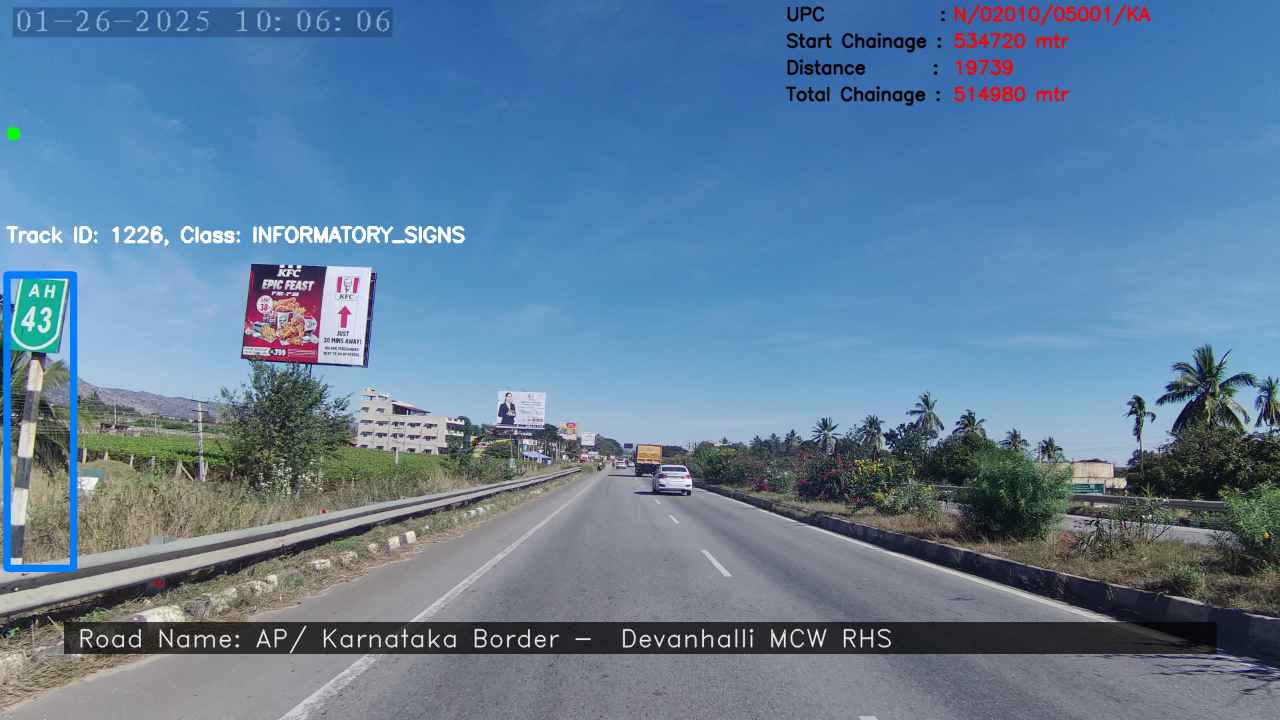 01-26-2025 10:06:06
UPC : N/02010/05001/KA
Start Chainage : 534720 mtr
Distance : 19739
Total Chainage : 514980 mtr
Track ID: 1226, Class: INFORMATORY_SIGNS
AH
43
KFC
EPIC FEAST
KFC
JUST
30 MINS AWAY!
Road Name: AP/ Karnataka Border - Devanhalli MCW RHS